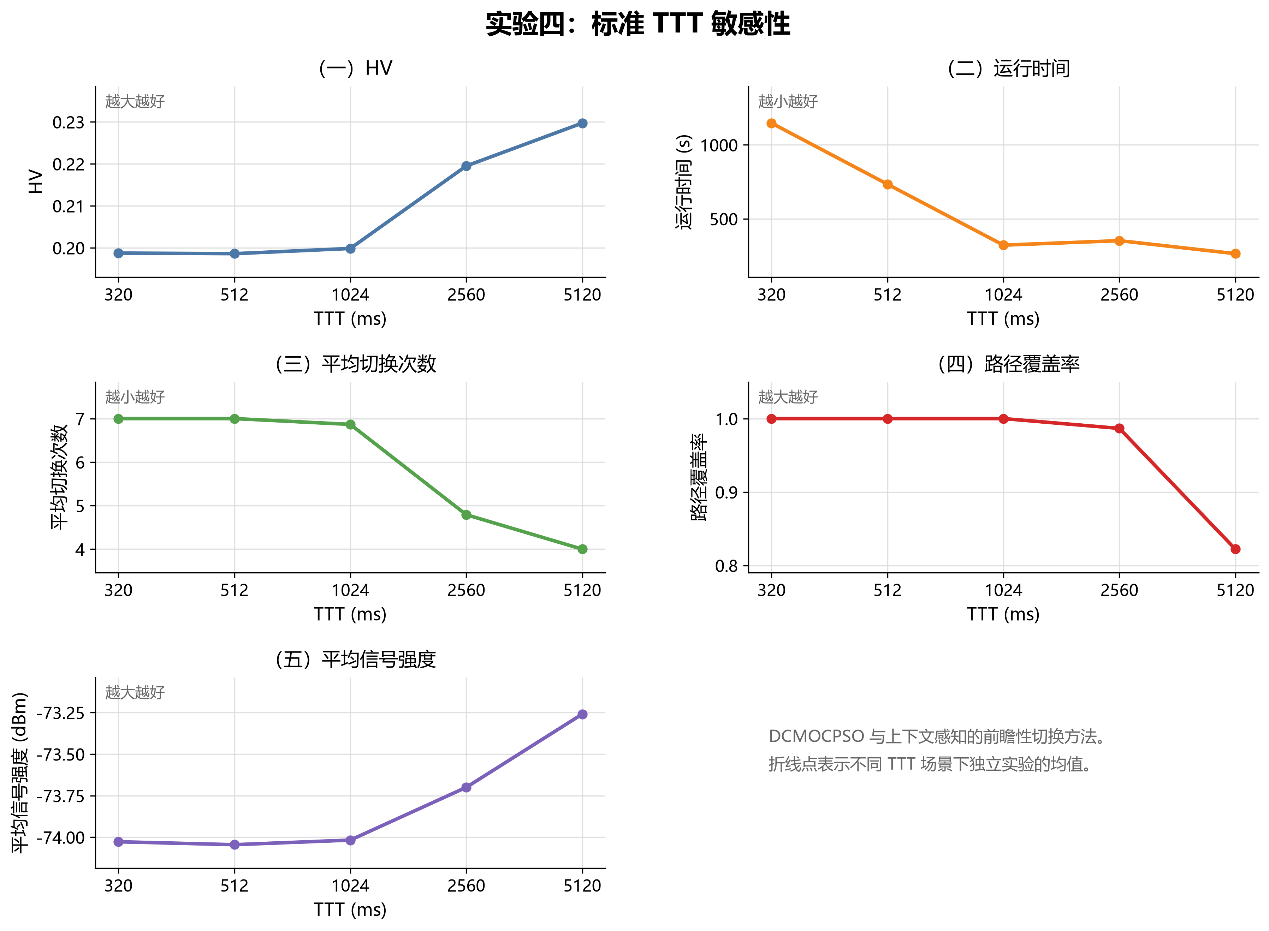 实验四：标准 TTT 敏感性
（一）HV
越大越好
HV
0.23
0.22
0.21
0.20
320 512 1024 2560 5120
TTT (ms)
（二）运行时间
越小越好
运行时间 (s)
1000
500
320 512 1024 2560 5120
TTT (ms)
（三）平均切换次数
越小越好
平均切换次数
7
6
5
4
320 512 1024 2560 5120
TTT (ms)
（四）路径覆盖率
越大越好
路径覆盖率
1.0
0.9
0.8
320 512 1024 2560 5120
TTT (ms)
（五）平均信号强度
越大越好
平均信号强度 (dBm)
-73.25
-73.50
-73.75
-74.00
320 512 1024 2560 5120
TTT (ms)
DCMOCPSO 与上下文感知的前瞻性切换方法。
折线点表示不同 TTT 场景下独立实验的均值。